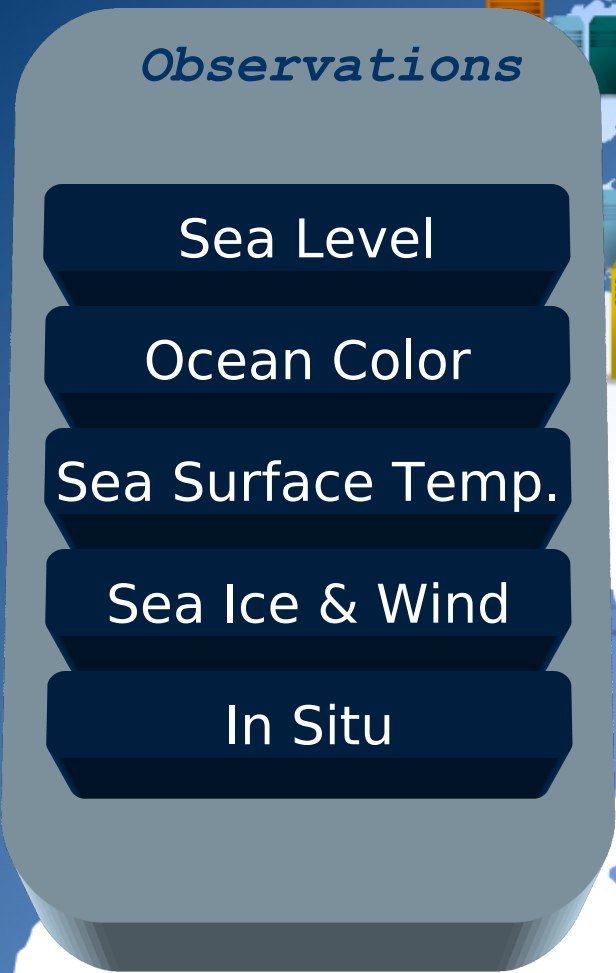 Observations
Sea Level
Ocean Color
Sea Surface Temp.
Sea Ice & Wind
In Situ